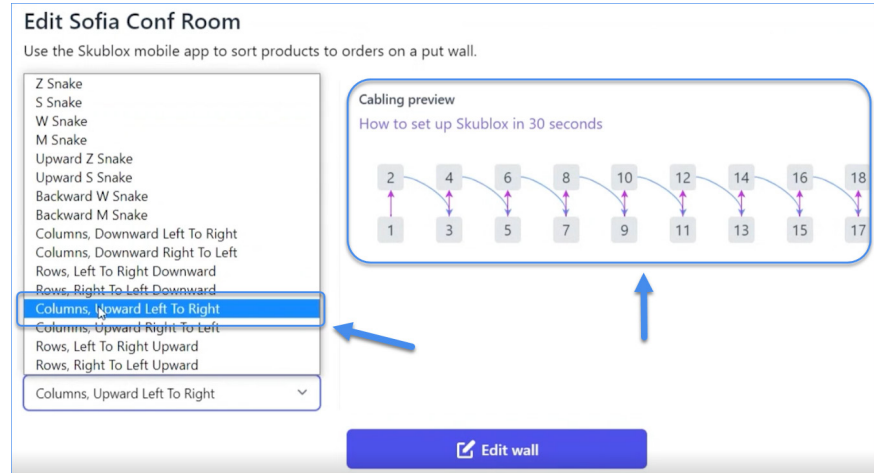 Edit Sofia Conf Room
Use the Skublox mobile app to sort products to orders on a put wall.
Z Snake
S Snake
W Snake
M Snake
Upward Z Snake
Upward S Snake
Backward W Snake
Backward M Snake
Columns, Downward Left To Right
Columns, Downward Right To Left
Rows, Left To Right Downward
Rows, Right To Left Downward
Columns, Upward Left To Right
Columns, Upward Right To Left
Rows, Left To Right Upward
Rows, Right To Left Upward
Columns, Upward Left To Right
Cabling preview
How to set up Skublox in 30 seconds
2 4 6 8 10 12 14 16 18
1 3 5 7 9 11 13 15 17
Edit wall